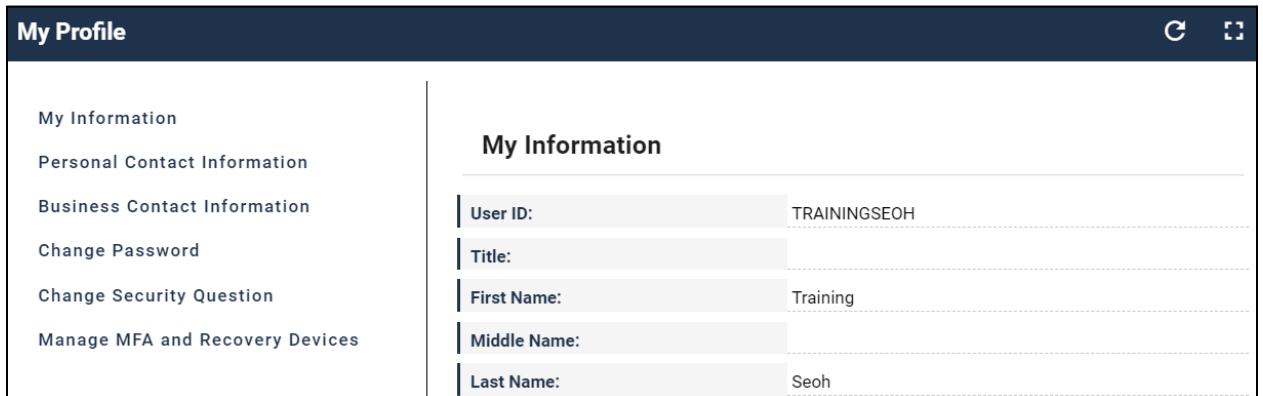 My Profile
My Information
Personal Contact Information
Business Contact Information
Change Password
Change Security Question
Manage MFA and Recovery Devices
My Information
User ID: TRAININGSEOH
Title:
First Name: Training
Middle Name:
Last Name: Seoh